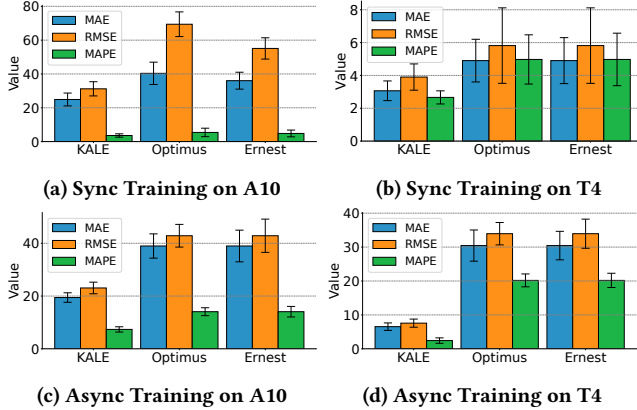 80
60
40
20
0
Value
MAE
RMSE
MAPE
KALE Optimus Ernest
(a) Sync Training on A10
8
6
4
2
0
Value
MAE
RMSE
MAPE
KALE Optimus Ernest
(b) Sync Training on T4
40
20
0
Value
MAE
RMSE
MAPE
KALE Optimus Ernest
(c) Async Training on A10
40
30
20
10
0
Value
MAE
RMSE
MAPE
KALE Optimus Ernest
(d) Async Training on T4